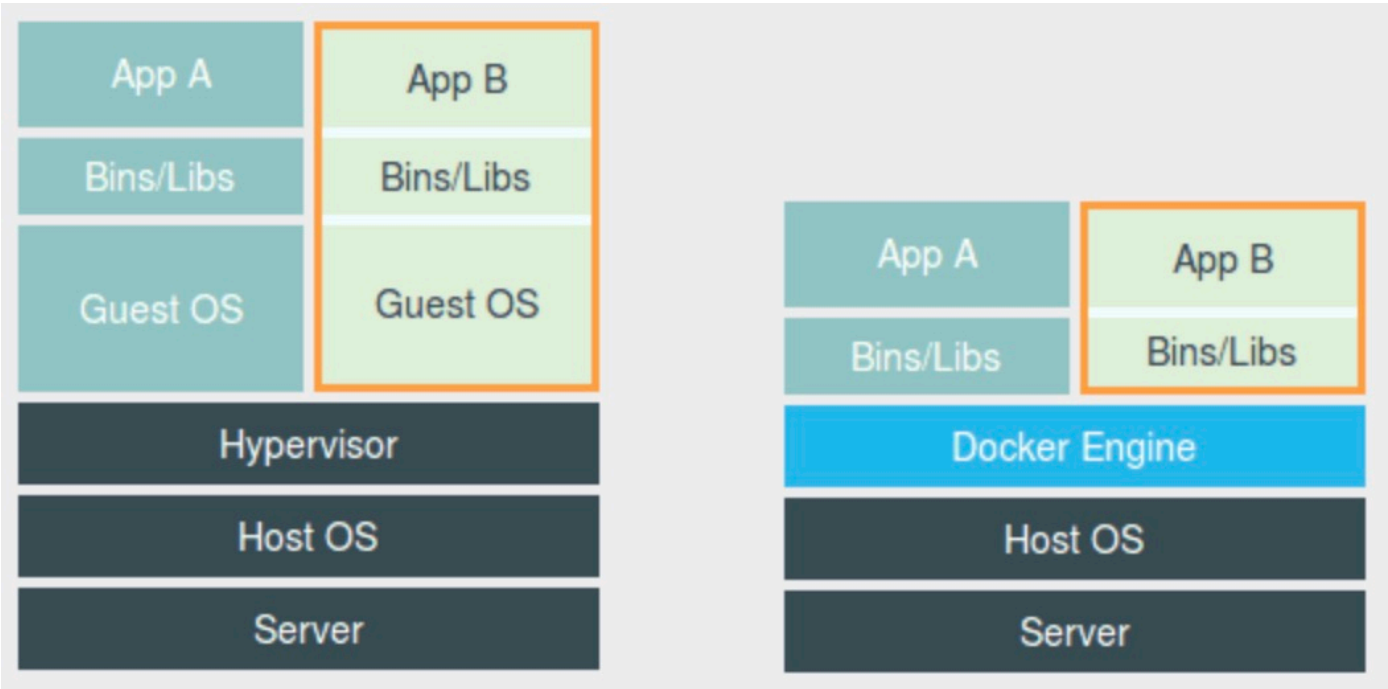 App A
App B
Bins/Libs
Bins/Libs
Guest OS
Guest OS
Hypervisor
Host OS
Server
App A
App B
Bins/Libs
Bins/Libs
Docker Engine
Host OS
Server